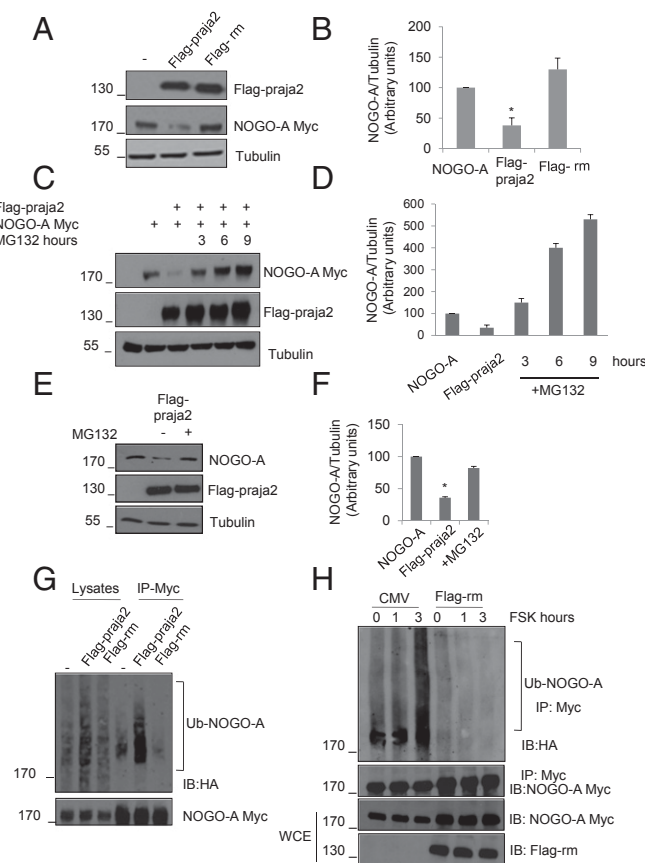 A
-
Flag-praja2
Flag- rm
130
Flag-praja2
170
NOGO-A Myc
55
Tubulin
B
NOGO-A/Tubulin
(Arbitrary units)
200
150
100
50
0
*
NOGO-A
Flag-
praja2
Flag- rm
C
Flag-praja2
+ + + +
NOGO-A Myc
+ + + + +
MG132 hours
3 6 9
170
NOGO-A Myc
130
Flag-praja2
55
Tubulin
D
NOGO-A/Tubulin
(Arbitrary units)
600
500
400
300
200
100
0
NOGO-A
Flag-praja2
3 6 9 hours
+MG132
E
Flag-
praja2
MG132 - +
170
NOGO-A
130
Flag-praja2
55
Tubulin
F
NOGO-A/Tubulin
(Arbitrary units)
150
100
50
0
*
NOGO-A
Flag-praja2
+MG132
G
Lysates IP-Myc
-
Flag-praja2
Flag-rm
-
Flag-praja2
Flag-rm
Ub-NOGO-A
170
IB:HA
170
NOGO-A Myc
H
CMV Flag-rm
0 1 3 0 1 3 FSK hours
Ub-NOGO-A
IP: Myc
170
IB:HA
170
IP: Myc
IB:NOGO-A Myc
WCE
170
IB: NOGO-A Myc
130
IB: Flag-rm